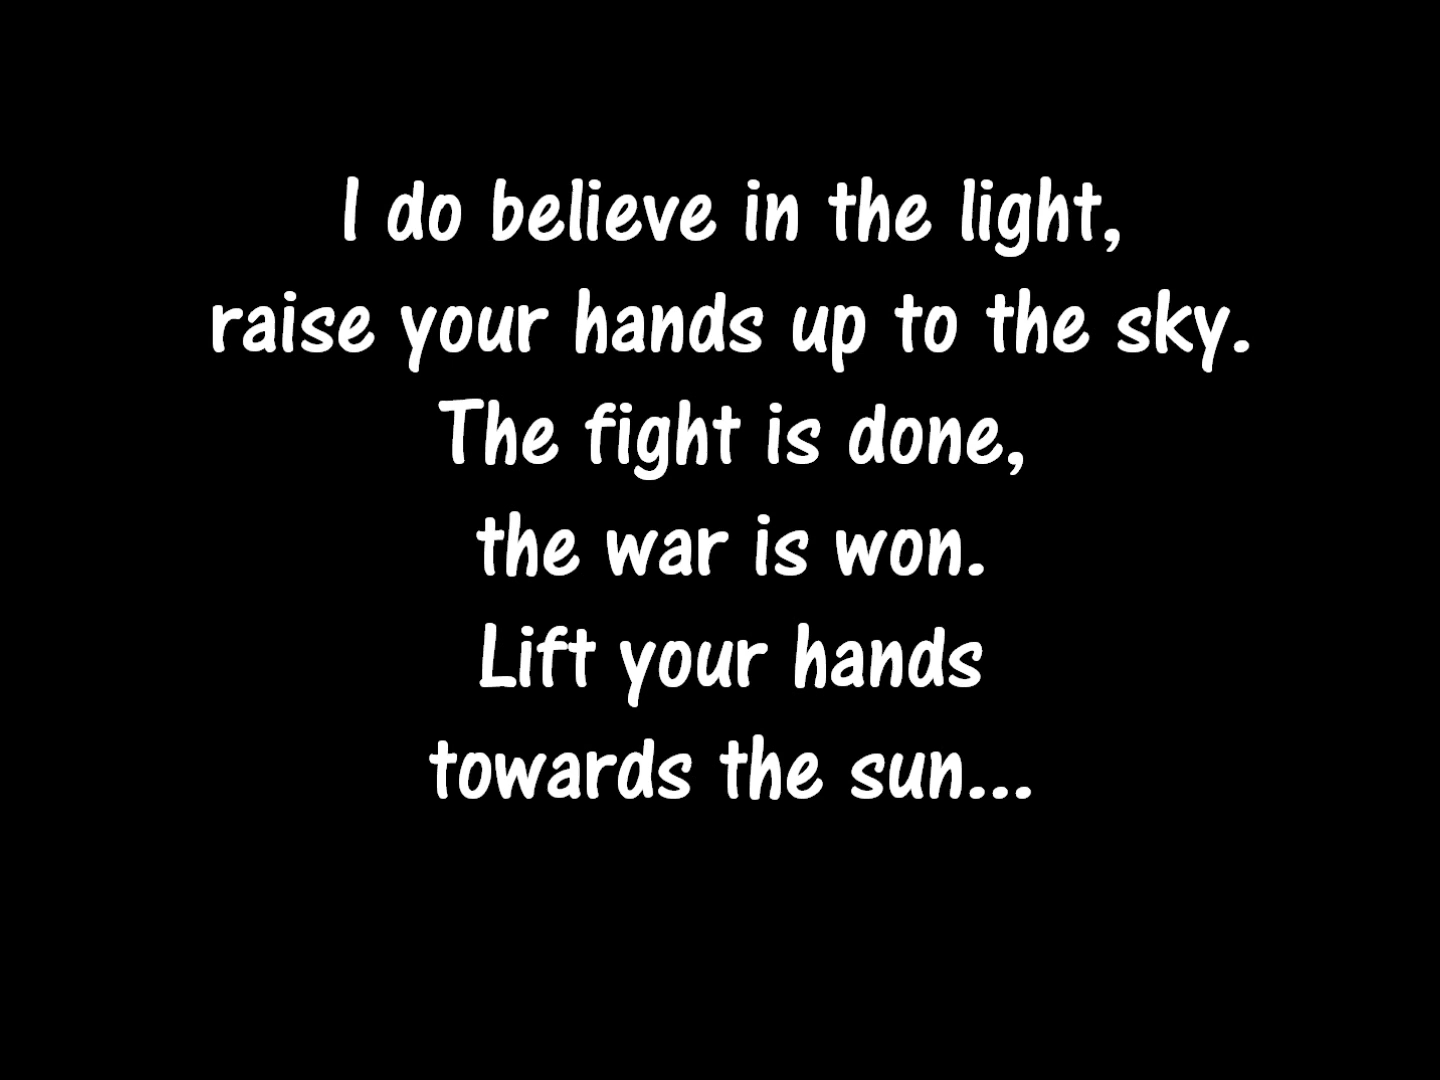 I do believe in the light,
raise your hands up to the sky.
The fight is done,
the war is won.
Lift your hands
towards the sun...